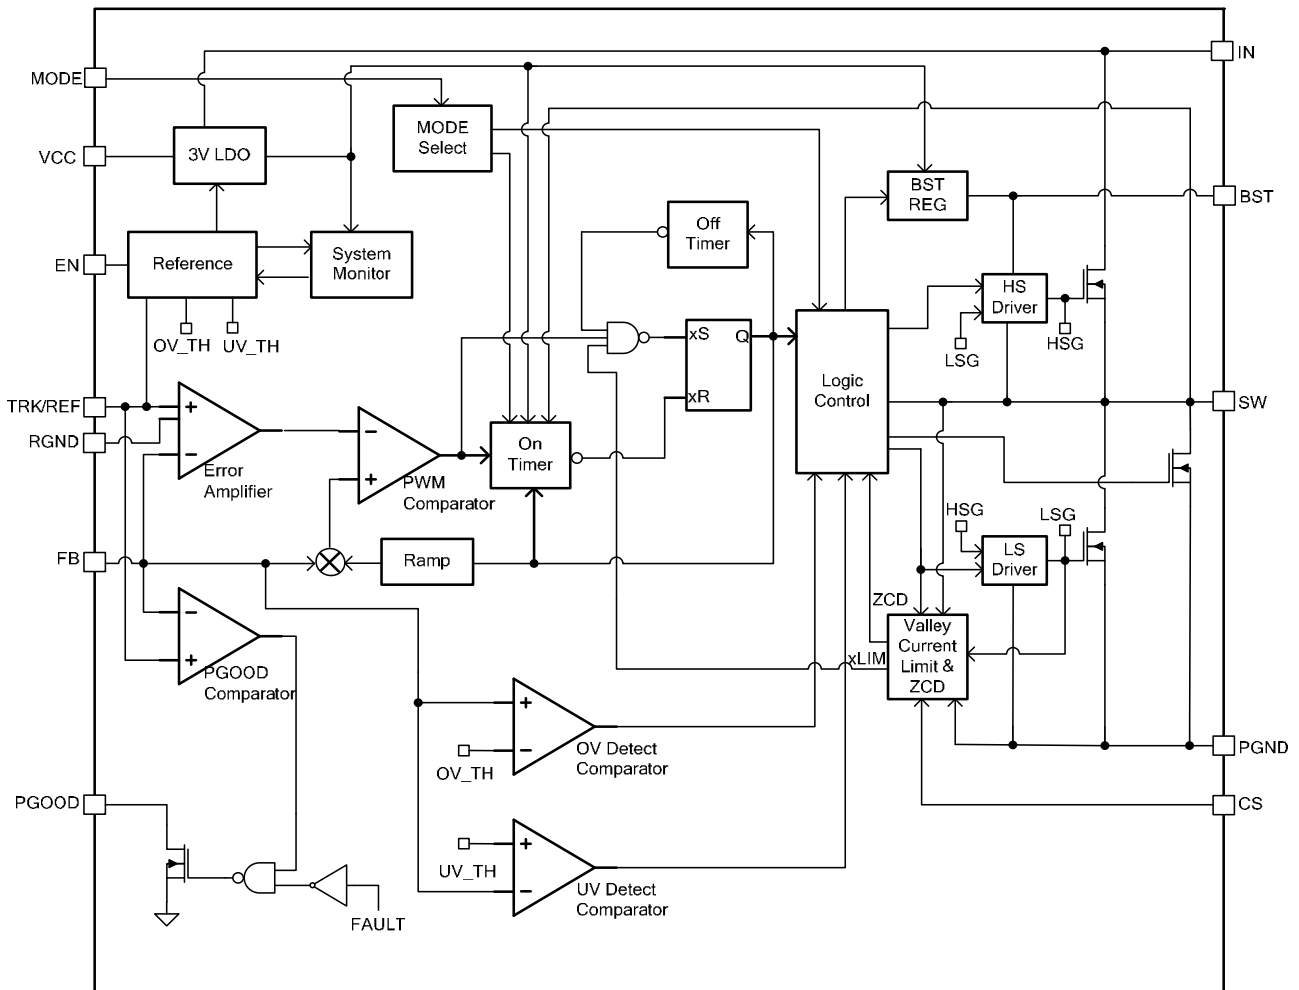 IN
MODE
MODE
Select
VCC
3V LDO
BST
REG
BST
Off
Timer
EN
Reference
System
Monitor
HS
Driver
OV_TH
UV_TH
xS
Q
HSG
LSG
Logic
Control
TRK/REF
+
xR
SW
RGND
−
−
On
Timer
Error
Amplifier
+
PWM
Comparator
HSG
LSG
FB
Ramp
LS
Driver
ZCD
−
Valley
Current
Limit &
ZCD
+
PGOOD
Comparator
xLIM
+
−
OV Detect
Comparator
OV_TH
PGND
PGOOD
CS
+
UV_TH
−
UV Detect
Comparator
FAULT